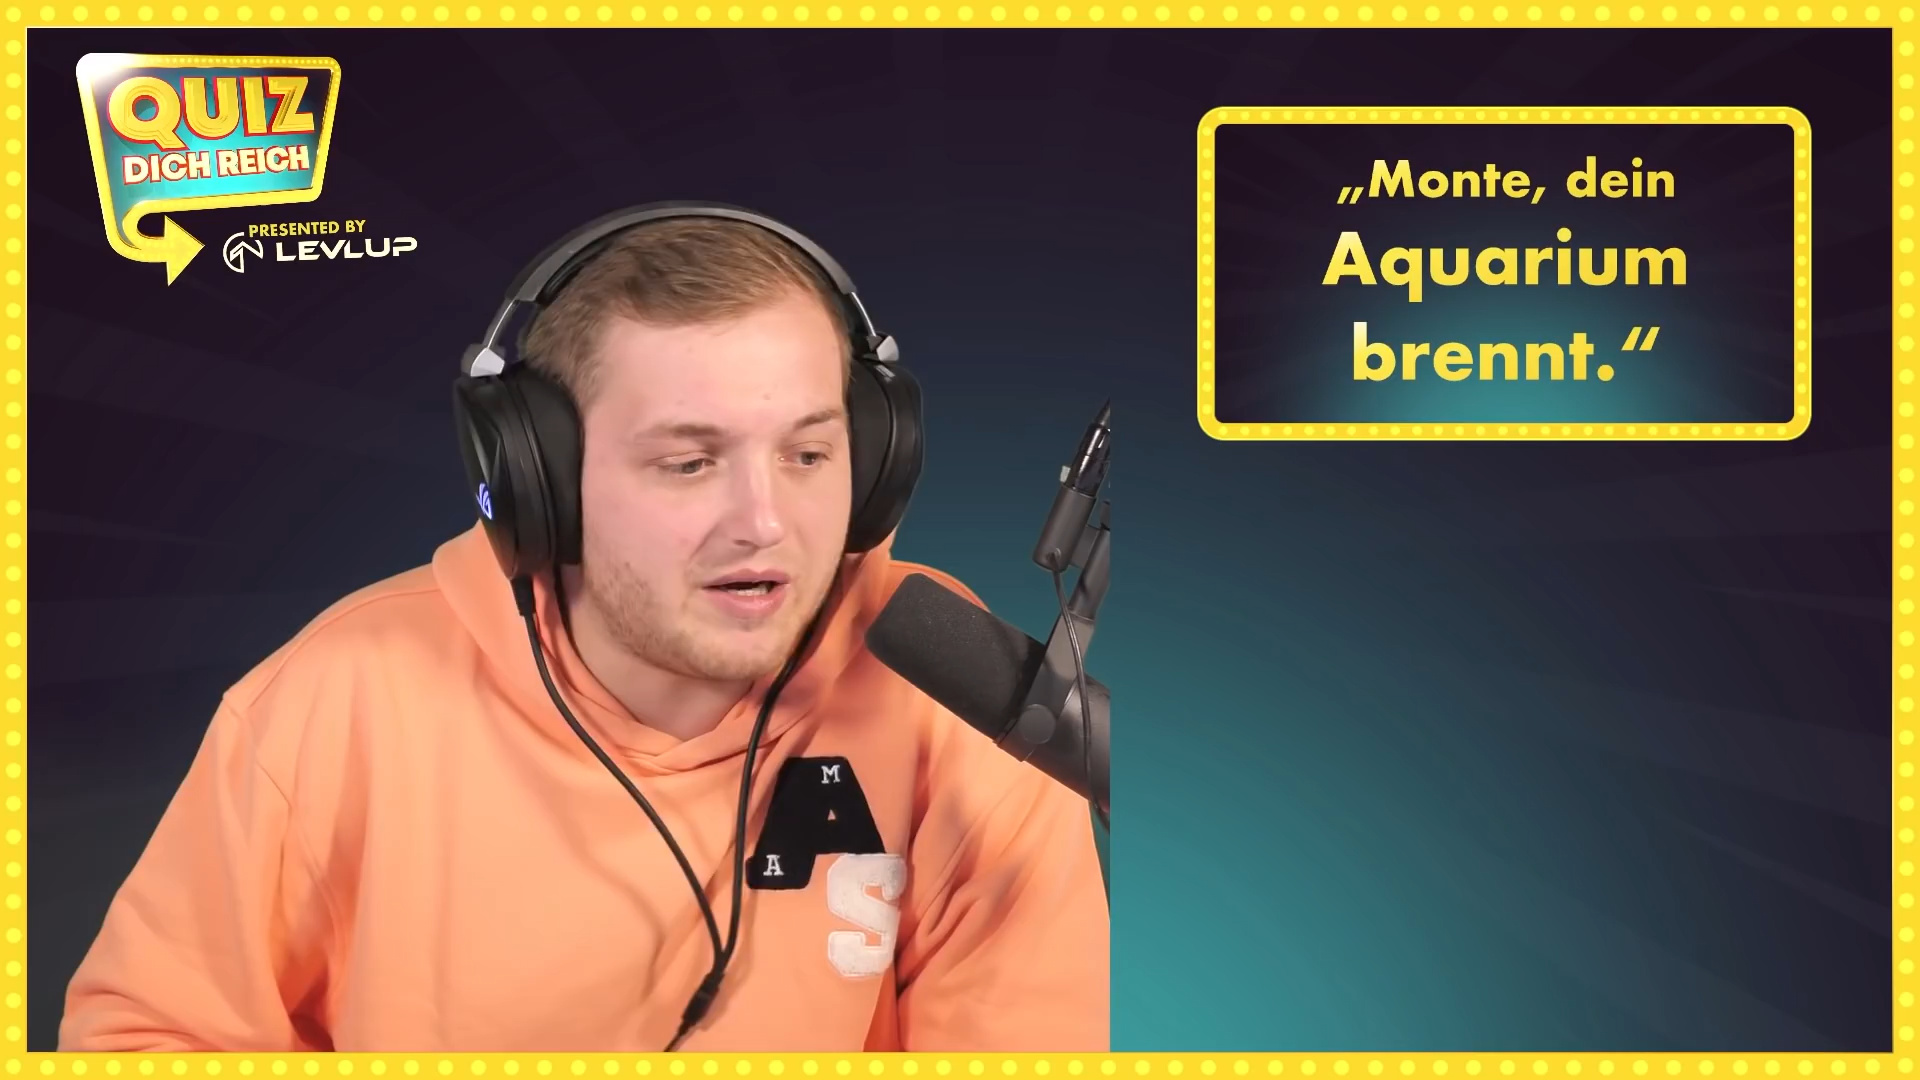 QUIZ
DICH REICH
PRESENTED BY
LEVLUP
„Monte, dein
Aquarium
brennt.“
M
A
A
S